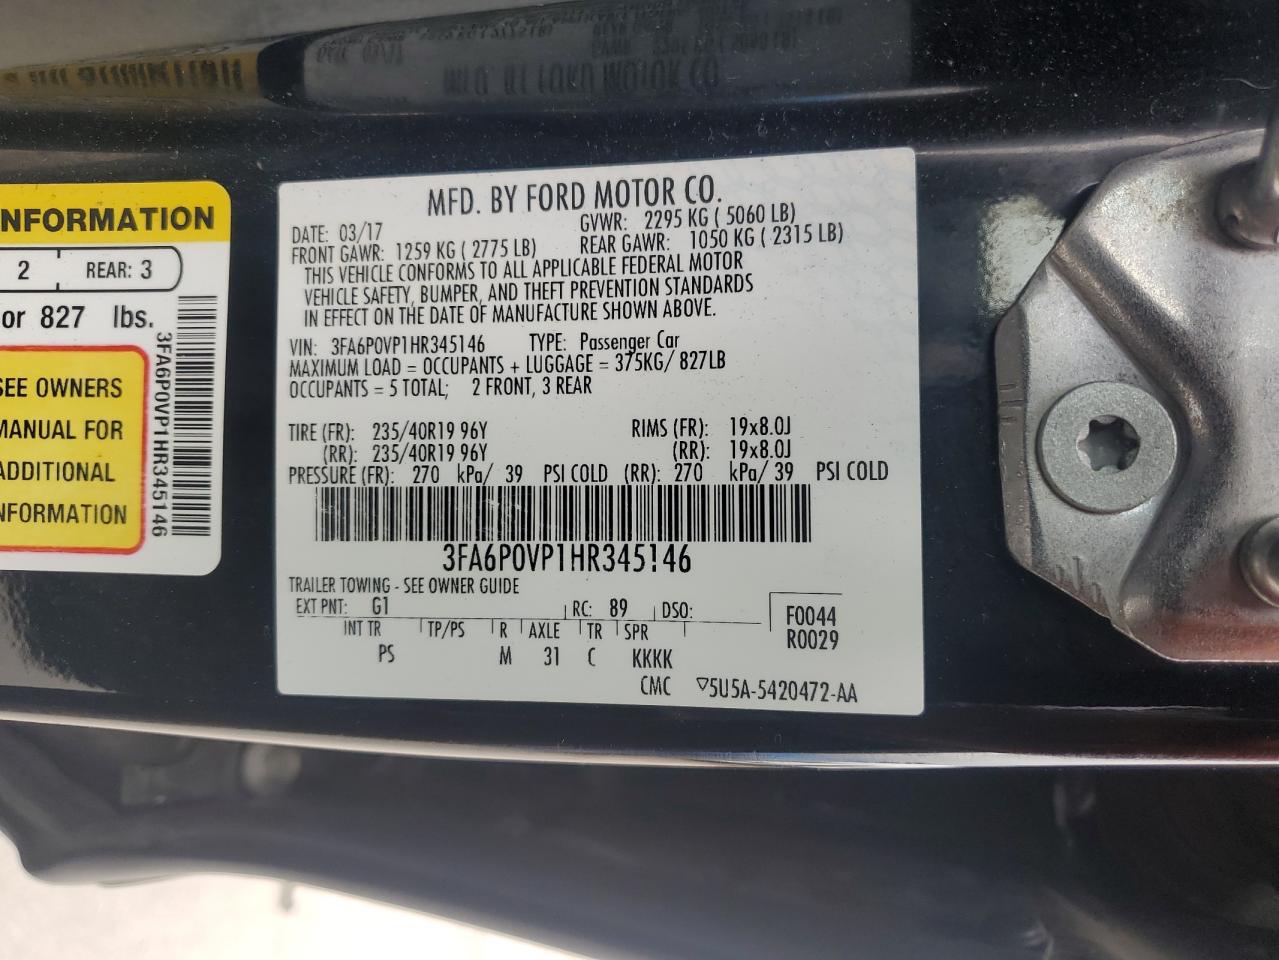 NFORMATION
2 REAR: 3
or 827 lbs.
SEE OWNERS
MANUAL FOR
ADDITIONAL
NFORMATION
3FA6P0VP1HR345146
MFD. BY FORD MOTOR CO.
DATE: 03/17 GVWR: 2295 KG ( 5060 LB)
FRONT GAWR: 1259 KG ( 2775 LB) REAR GAWR: 1050 KG ( 2315 LB)
THIS VEHICLE CONFORMS TO ALL APPLICABLE FEDERAL MOTOR
VEHICLE SAFETY, BUMPER, AND THEFT PREVENTION STANDARDS
IN EFFECT ON THE DATE OF MANUFACTURE SHOWN ABOVE.
VIN: 3FA6P0VP1HR345146 TYPE: Passenger Car
MAXIMUM LOAD = OCCUPANTS + LUGGAGE = 375KG/ 827LB
OCCUPANTS = 5 TOTAL; 2 FRONT, 3 REAR
TIRE (FR): 235/40R19 96Y RIMS (FR): 19x8.0J
(RR): 235/40R19 96Y (RR): 19x8.0J
PRESSURE (FR): 270 kPa/ 39 PSI COLD (RR): 270 kPa/ 39 PSI COLD
3FA6P0VP1HR345146
TRAILER TOWING - SEE OWNER GUIDE
EXT PNT: G1 RC: 89 DSO: F0044
INT TR TP/PS R AXLE TR SPR R0029
PS M 31 C KKKK
CMC ▽5U5A-5420472-AA